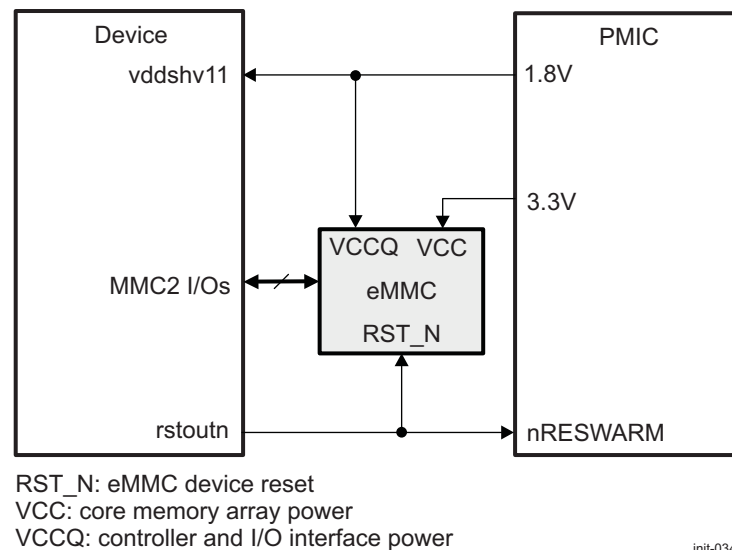 Device
PMIC
vddshv11
1.8V
3.3V
VCCQ VCC
MMC2 I/Os
eMMC
RST_N
rstoutn
nRESWARM
RST_N: eMMC device reset
VCC: core memory array power
VCCQ: controller and I/O interface power